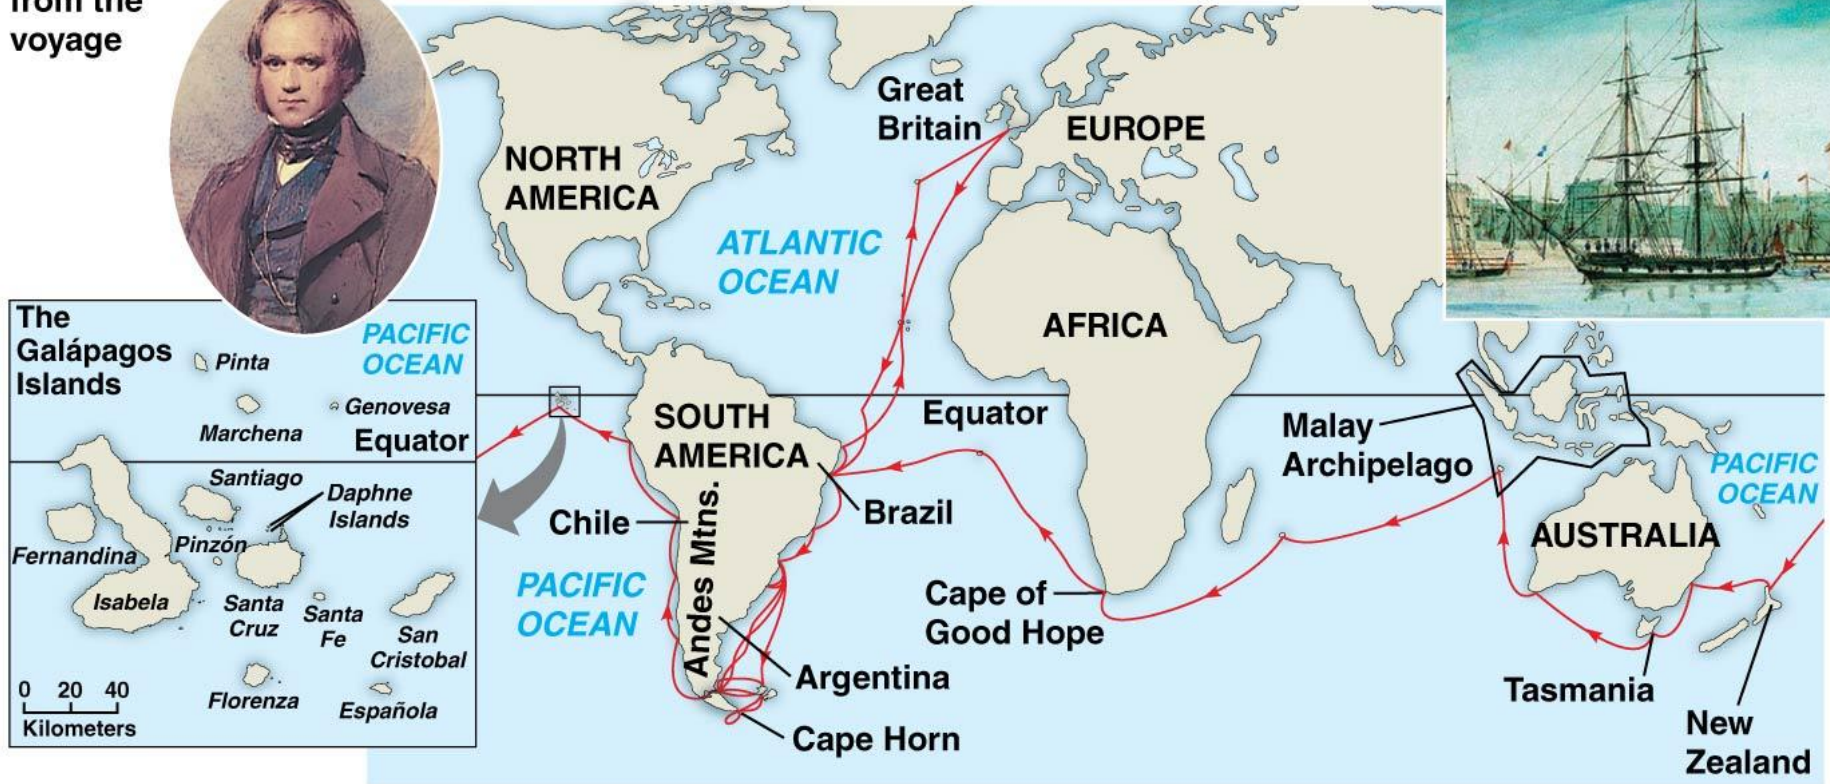 from the
voyage
Great
Britain
EUROPE
NORTH
AMERICA
ATLANTIC
OCEAN
AFRICA
The
Galápagos
Islands
PACIFIC
OCEAN
Pinta
Genovesa
Marchena
Equator
Santiago
Daphne
Islands
Fernandina
Pinzón
Isabela
Santa
Cruz
Santa
Fe
San
Cristobal
Florenza
Española
0 20 40
Kilometers
SOUTH
AMERICA
Equator
Malay
Archipelago
PACIFIC
OCEAN
Brazil
Chile
Andes Mtns.
AUSTRALIA
PACIFIC
OCEAN
Cape of
Good Hope
Argentina
Tasmania
Cape Horn
New
Zealand